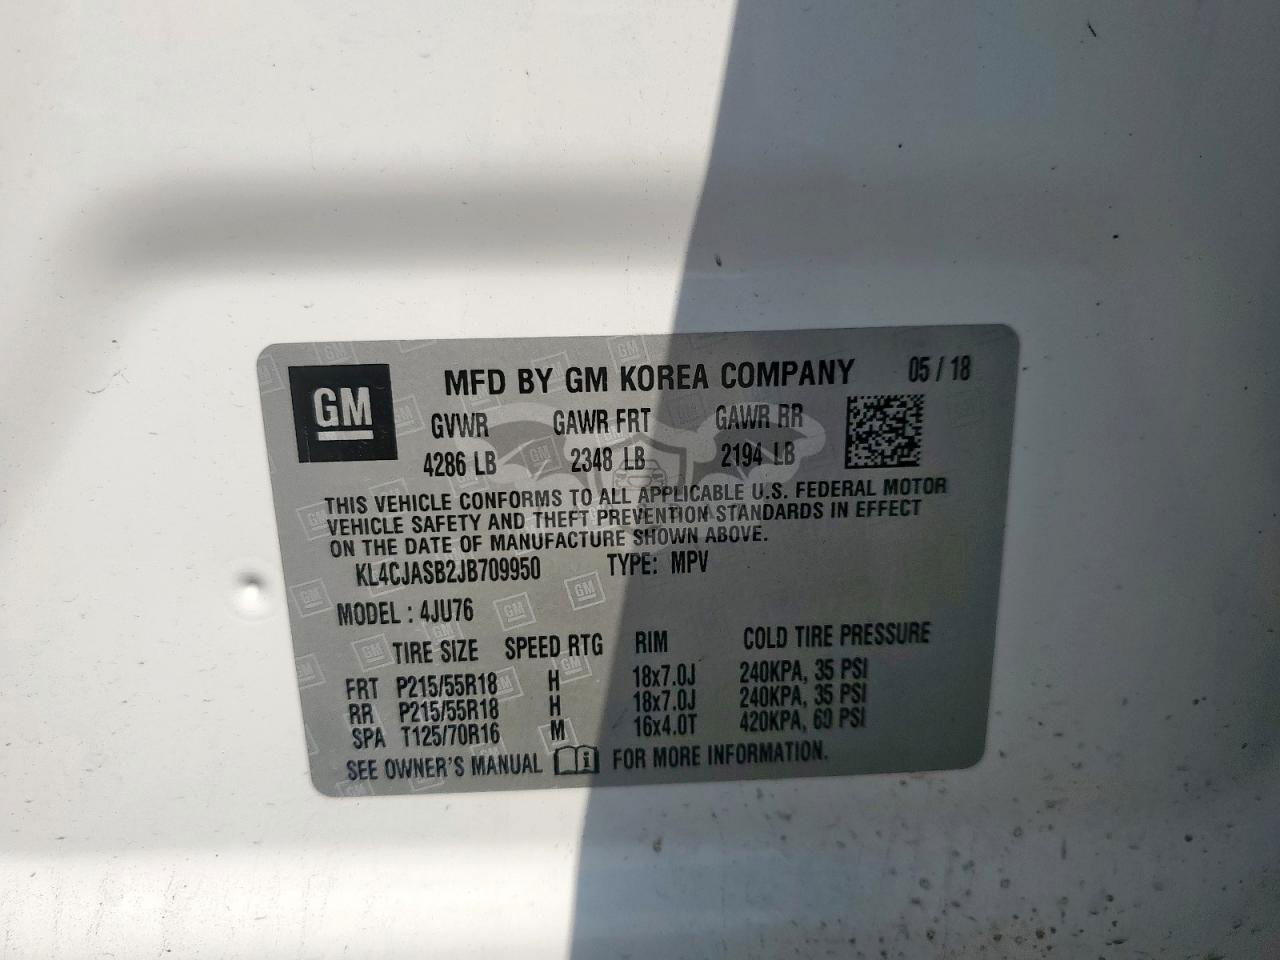 GM
MFD BY GM KOREA COMPANY 05 / 18
GVWR GAWR FRT GAWR RR
4286 LB 2348 LB 2194 LB
THIS VEHICLE CONFORMS TO ALL APPLICABLE U.S. FEDERAL MOTOR
VEHICLE SAFETY AND THEFT PREVENTION STANDARDS IN EFFECT
ON THE DATE OF MANUFACTURE SHOWN ABOVE.
KL4CJASB2JB709950 TYPE: MPV
MODEL : 4JU76
TIRE SIZE SPEED RTG RIM COLD TIRE PRESSURE
FRT P215/55R18 H 18x7.0J 240KPA, 35 PSI
RR P215/55R18 H 18x7.0J 240KPA, 35 PSI
SPA T125/70R16 M 16x4.0T 420KPA, 60 PSI
SEE OWNER'S MANUAL i FOR MORE INFORMATION.